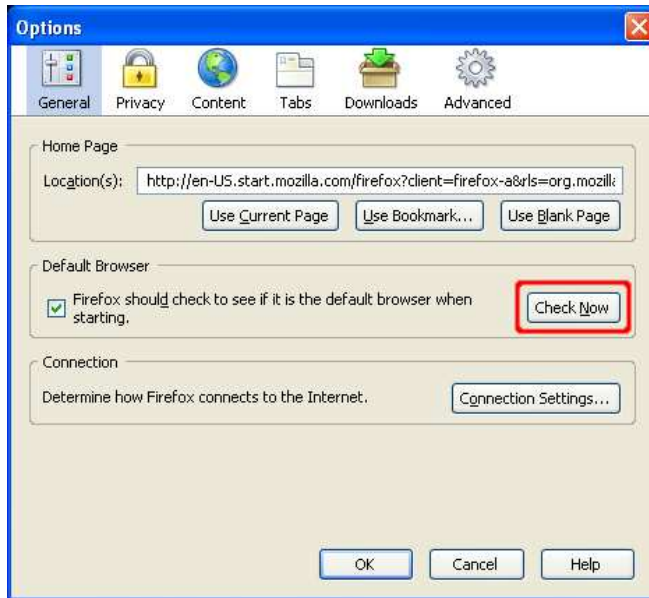 Options
General Privacy Content Tabs Downloads Advanced
Home Page
Location(s): http://en-US.start.mozilla.com/firefox?client=firefox-a&rls=org.mozilla
Use Current Page Use Bookmark... Use Blank Page
Default Browser
Firefox should check to see if it is the default browser when
starting.
Check Now
Connection
Determine how Firefox connects to the Internet. Connection Settings...
OK Cancel Help